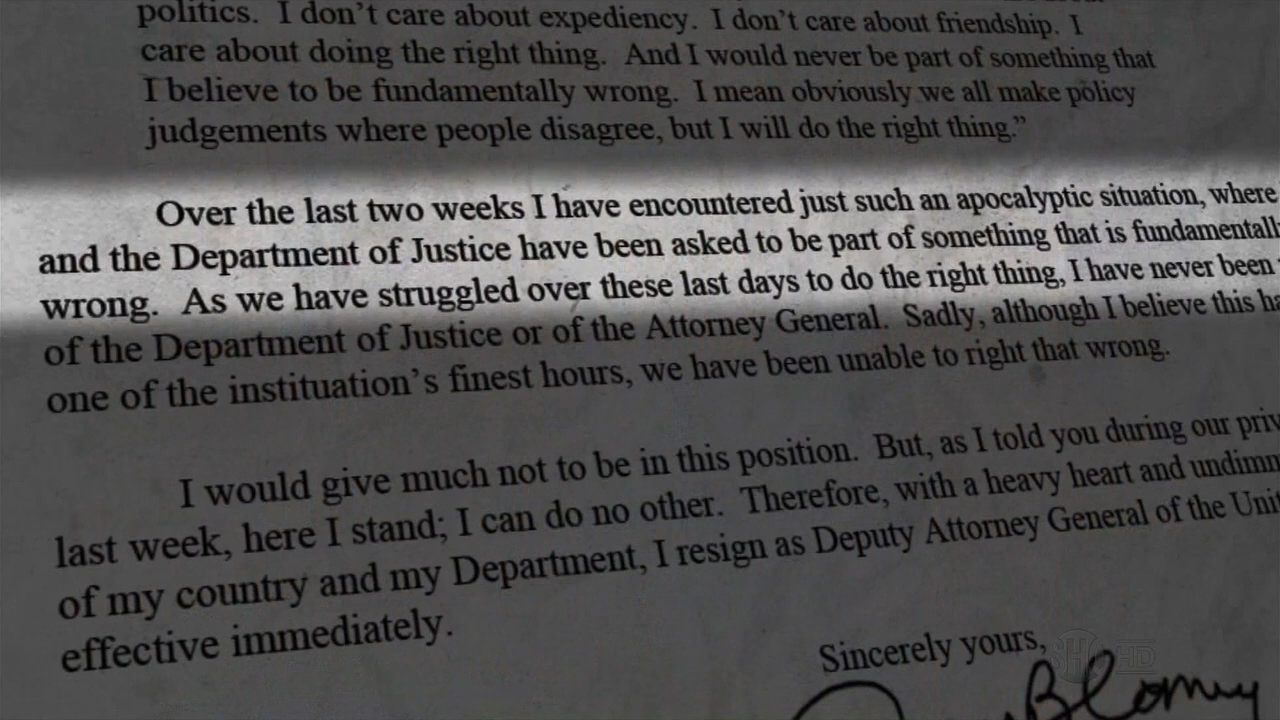 politics. I don't care about expediency. I don't care about friendship. I
care about doing the right thing. And I would never be part of something that
I believe to be fundamentally wrong. I mean obviously we all make policy
judgements where people disagree, but I will do the right thing."
Over the last two weeks I have encountered just such an apocalyptic situation, where
and the Department of Justice have been asked to be part of something that is fundamentall
wrong. As we have struggled over these last days to do the right thing, I have never been
of the Department of Justice or of the Attorney General. Sadly, although I believe this ha
one of the instituation's finest hours, we have been unable to right that wrong.
I would give much not to be in this position. But, as I told you during our priv
last week, here I stand; I can do no other. Therefore, with a heavy heart and undimin
of my country and my Department, I resign as Deputy Attorney General of the Unit
effective immediately.
Sincerely yours,
SHO HD